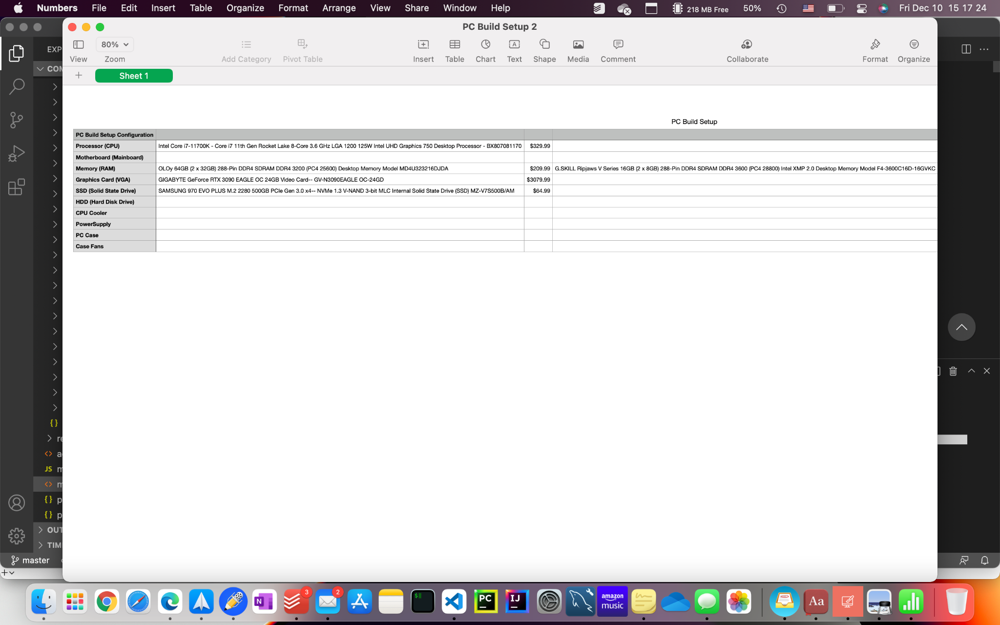 Numbers File Edit Insert Table Organize Format Arrange View Share Window Help 218 MB Free 50% Fri Dec 10 15 17 24
PC Build Setup 2
80%
View Zoom Add Category Pivot Table Insert Table Chart Text Shape Media Comment Collaborate Format Organize
Sheet 1
PC Build Setup
PC Build Setup Configuration
Processor (CPU) Intel Core i7-11700K - Core i7 11th Gen Rocket Lake 8-Core 3.6 GHz LGA 1200 125W Intel UHD Graphics 750 Desktop Processor - BX807081170 $329.99
Motherboard (Mainboard)
Memory (RAM) OLOy 64GB (2 x 32GB) 288-Pin DDR4 SDRAM DDR4 3200 (PC4 25600) Desktop Memory Model MD4U323216DJDA $209.99 G.SKILL Ripjaws V Series 16GB (2 x 8GB) 288-Pin DDR4 SDRAM DDR4 3600 (PC4 28800) Intel XMP 2.0 Desktop Memory Model F4-3600C16D-16GVKC
Graphics Card (VGA) GIGABYTE GeForce RTX 3090 EAGLE OC 24GB Video Card-- GV-N3090EAGLE OC-24GD $3079.99
SSD (Solid State Drive) SAMSUNG 970 EVO PLUS M.2 2280 500GB PCIe Gen 3.0 x4-- NVMe 1.3 V-NAND 3-bit MLC Internal Solid State Drive (SSD) MZ-V7S500B/AM $64.99
HDD (Hard Disk Drive)
CPU Cooler
PowerSupply
PC Case
Case Fans
EXP
CON
{}
re
<> a
JS m
<> m
{} p
{} p
OUT
TIM
master
3 2
N $ PC IJ amazon music Aa